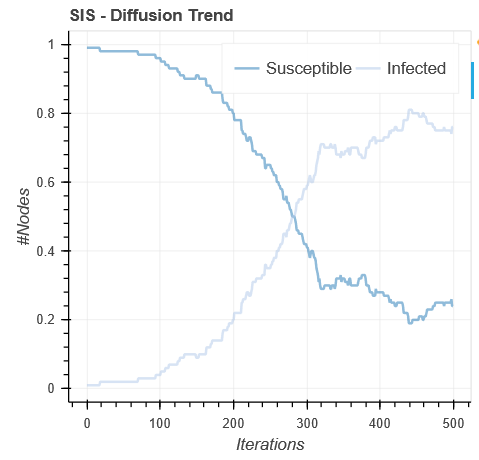 SIS - Diffusion Trend
Susceptible Infected
1
0.8
0.6
0.4
0.2
0
#Nodes
0 100 200 300 400 500
Iterations